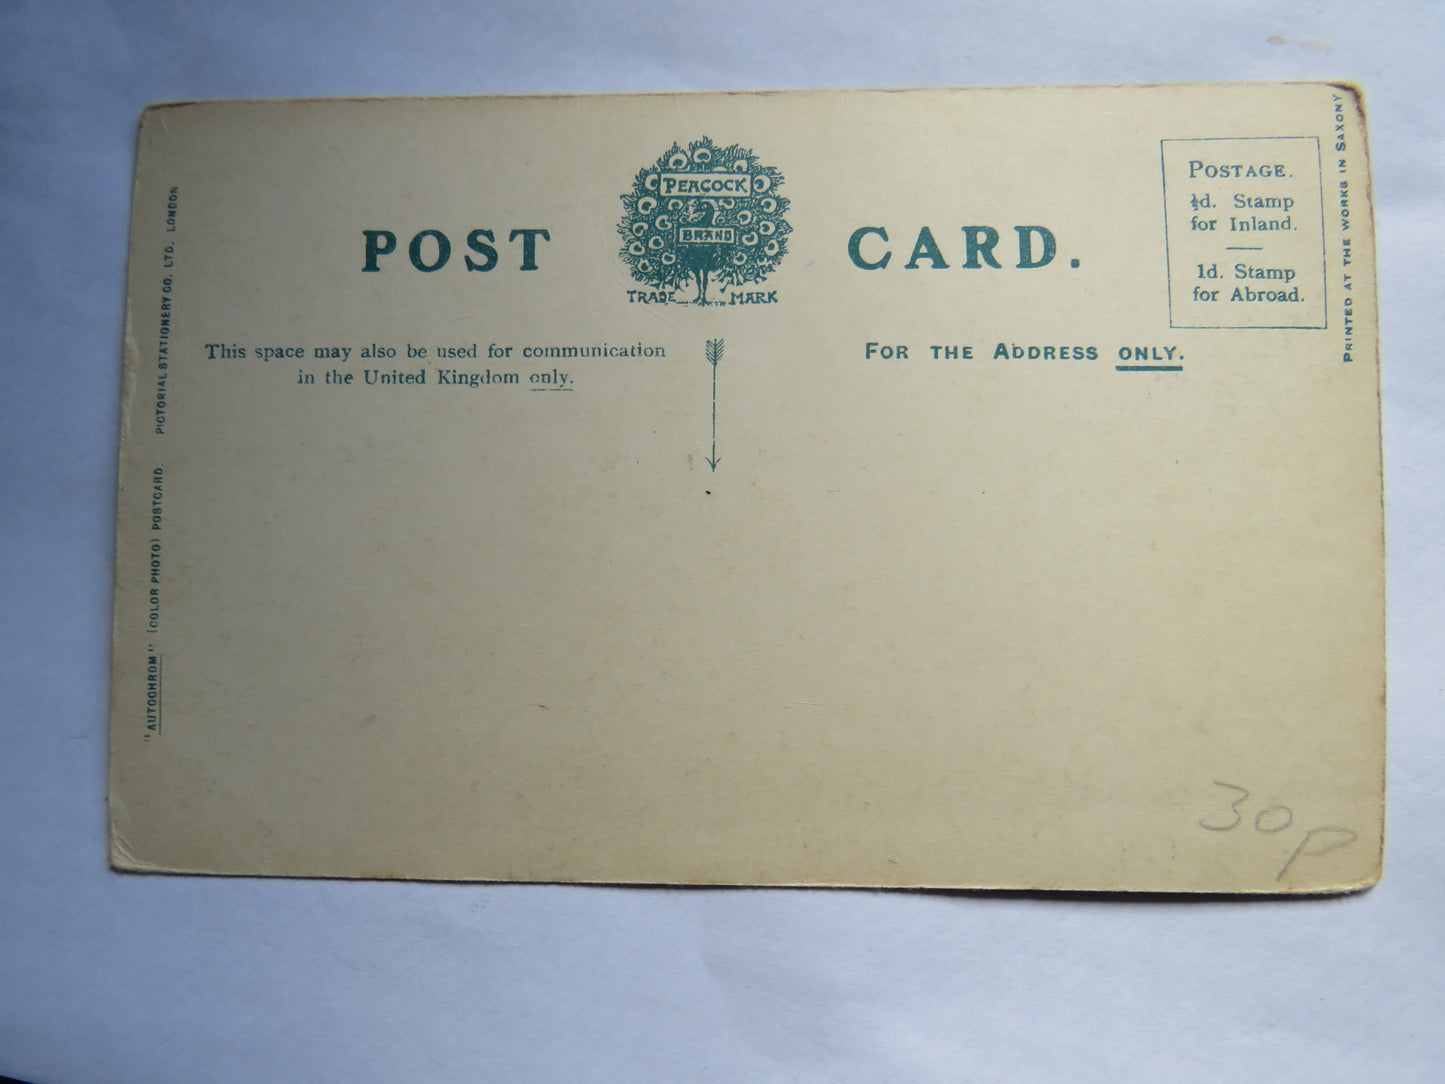 POST CARD.
PEACOCK
BRAND
TRADE MARK
This space may also be used for communication
in the United Kingdom only.
FOR THE ADDRESS ONLY.
POSTAGE.
½d. Stamp
for Inland.
1d. Stamp
for Abroad.
PRINTED AT THE WORKS IN SAXONY
"AUTOCHROM" (COLOR PHOTO) POSTCARD. PICTORIAL STATIONERY CO. LTD. LONDON
30p